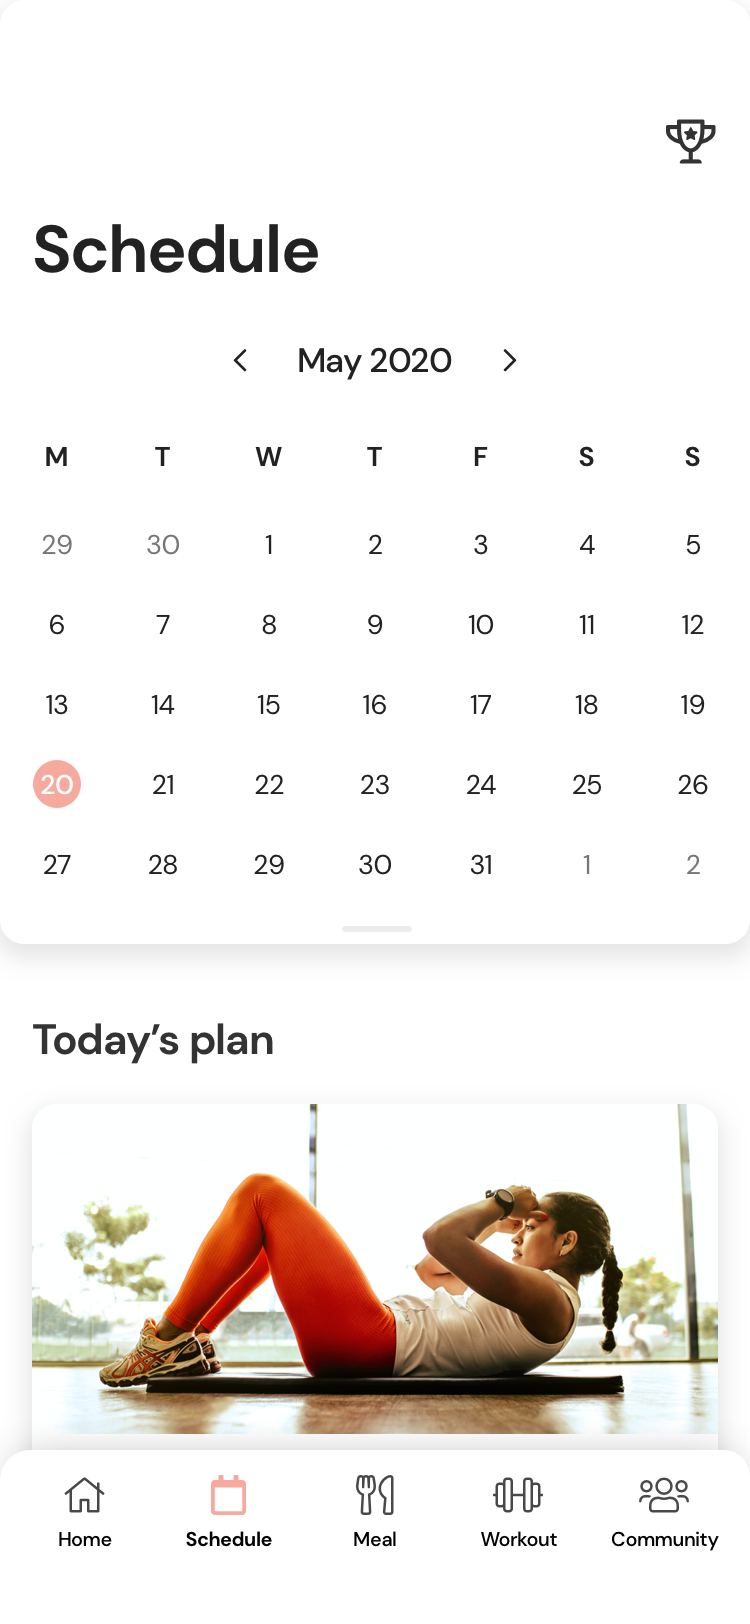 Schedule
May 2020
M T W T F S S
29 30 1 2 3 4 5
6 7 8 9 10 11 12
13 14 15 16 17 18 19
20 21 22 23 24 25 26
27 28 29 30 31 1 2
Today’s plan
Home Schedule Meal Workout Community